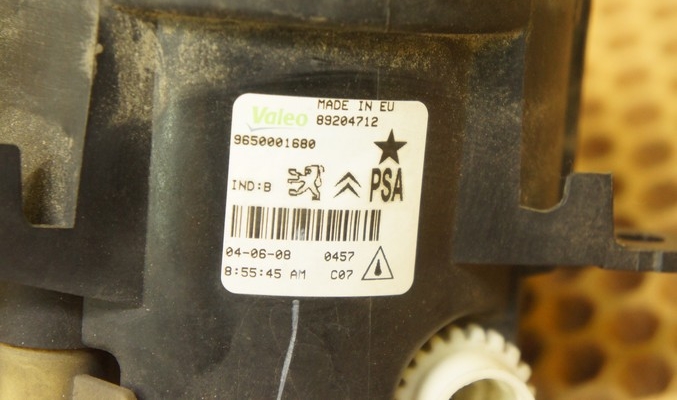 MADE IN EU
Valeo 89204712
9650001680
IND:B PSA
04-06-08 0457
8:55:45 AM C07